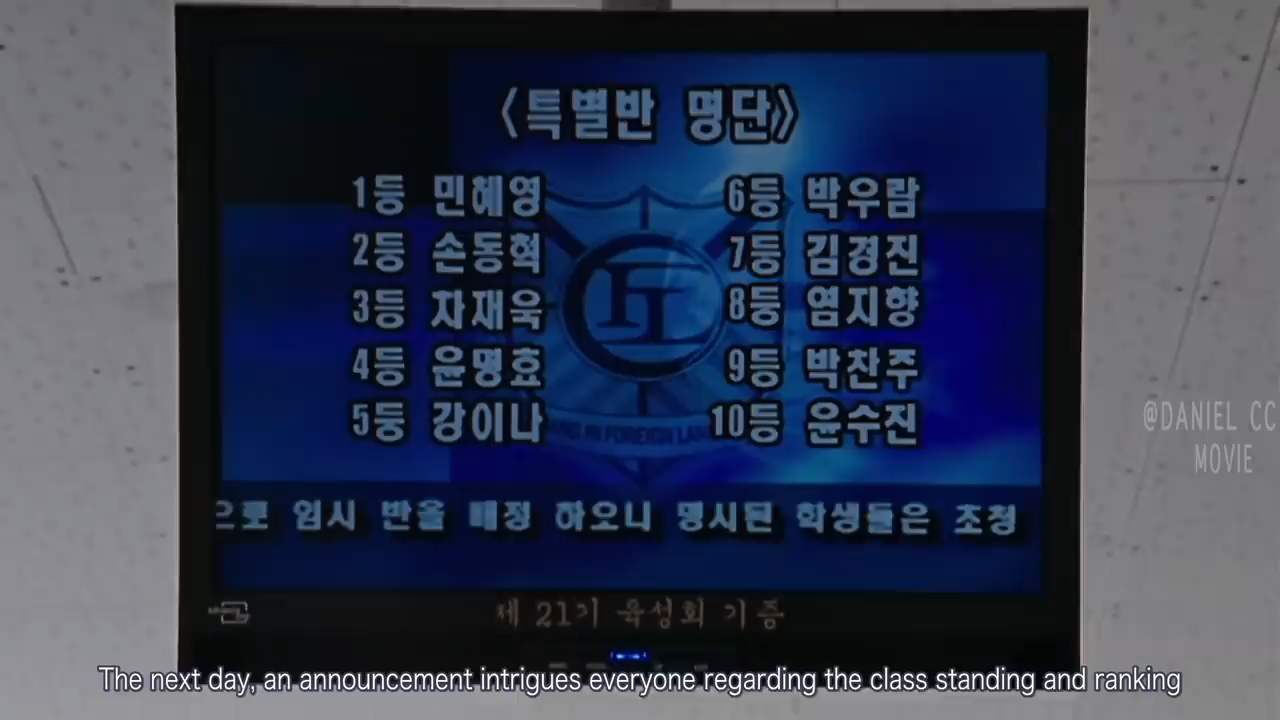 <특별반 명단>
1등 민혜영
2등 손동혁
3등 차재욱
4등 윤명효
5등 강이나
6등 박우람
7등 김경진
8등 염지향
9등 박찬주
10등 윤수진
으로 임시 반을 배정 하오니 명시된 학생들은 초청
제 21기 육성회 기증
@DANIEL CC
MOVIE
The next day, an announcement intrigues everyone regarding the class standing and ranking